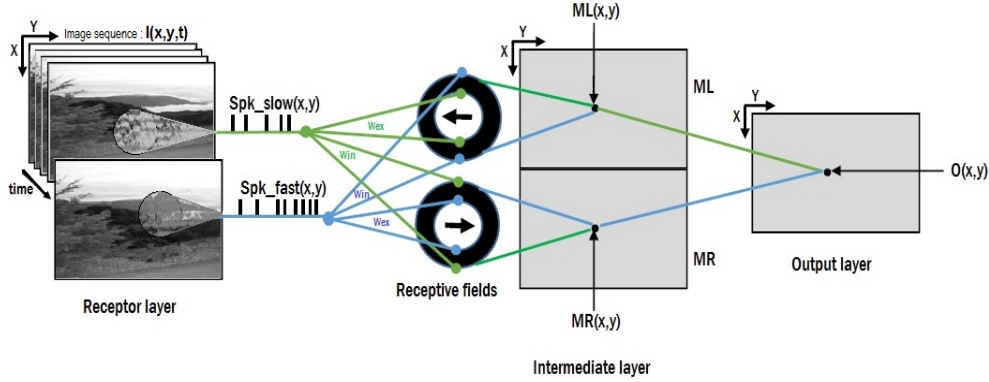 Y
X
Image sequence : I(x,y,t)
time
Receptor layer
Spk_slow(x,y)
Spk_fast(x,y)
Wex
Win
Win
Wex
Receptive fields
Y
X
ML(x,y)
ML
MR
MR(x,y)
Intermediate layer
Y
X
O(x,y)
Output layer